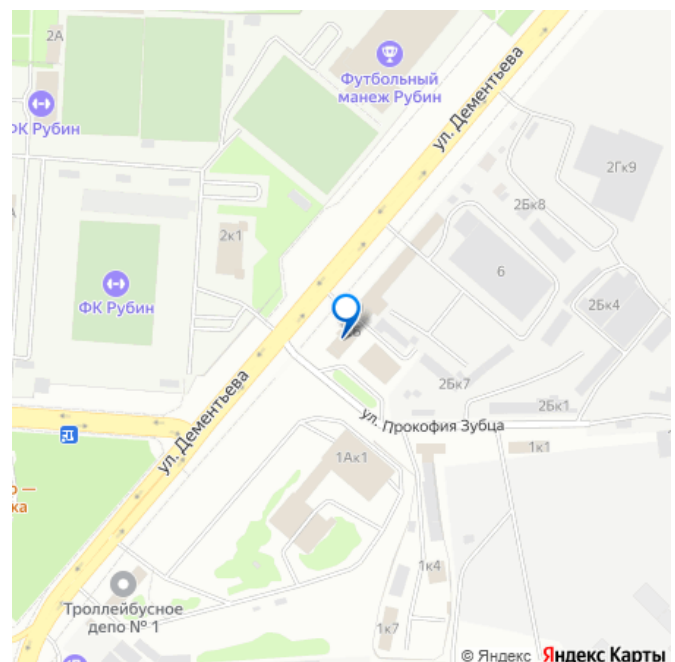 2А
Футбольный
манеж Рубин
ул. Дементьева
ФК Рубин
2Гк9
2Бк8
2к1
6
ФК Рубин
2Бк4
2Бк7
2Бк1
ул. Дементьева
ул. Прокофия Зубца
1Ак1
1к1
1к4
Троллейбусное
депо № 1
1к7
© Яндекс Яндекс Карты